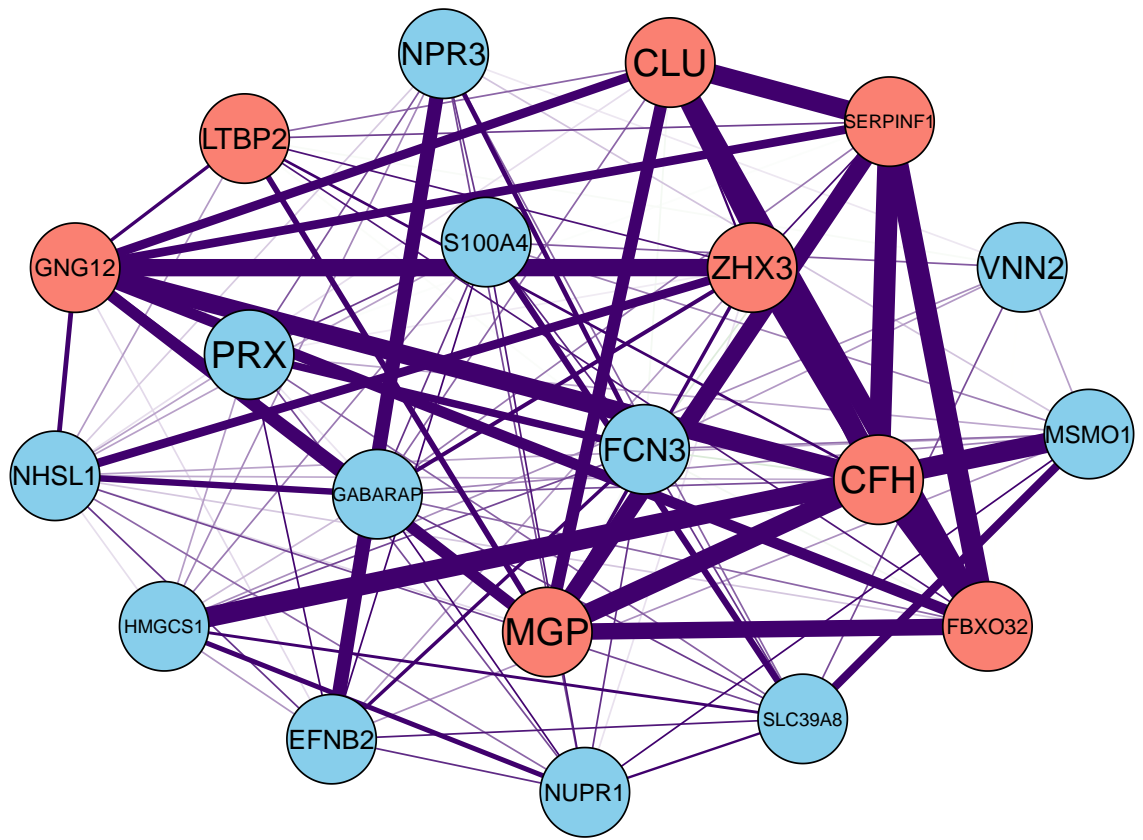 NPR3
CLU
SERPINF1
LTBP2
S100A4
GNG12
ZHX3
VNN2
PRX
MSMO1
FCN3
NHSL1
CFH
GABARAP
HMGCS1
MGP
FBXO32
SLC39A8
EFNB2
NUPR1